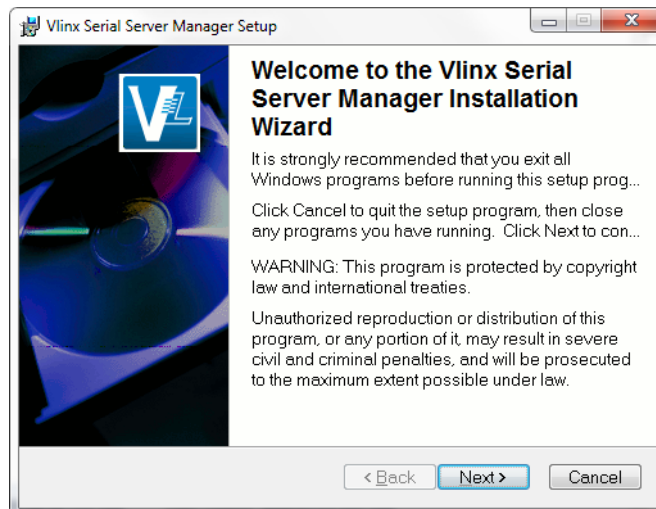 Vlinx Serial Server Manager Setup
Welcome to the Vlinx Serial
Server Manager Installation
Wizard
It is strongly recommended that you exit all
Windows programs before running this setup prog...
Click Cancel to quit the setup program, then close
any programs you have running. Click Next to con...
WARNING: This program is protected by copyright
law and international treaties.
Unauthorized reproduction or distribution of this
program, or any portion of it, may result in severe
civil and criminal penalties, and will be prosecuted
to the maximum extent possible under law.
< Back Next > Cancel